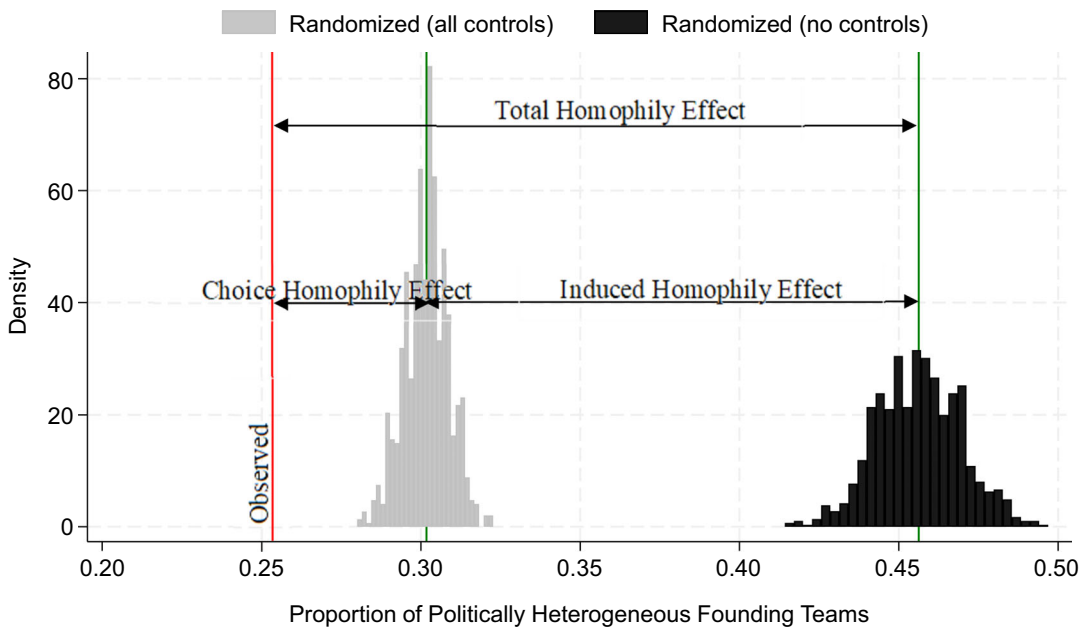 Randomized (all controls) Randomized (no controls)
80
60
40
20
0
Density
Total Homophily Effect
Choice Homophily Effect
Induced Homophily Effect
Observed
0.20 0.25 0.30 0.35 0.40 0.45 0.50
Proportion of Politically Heterogeneous Founding Teams